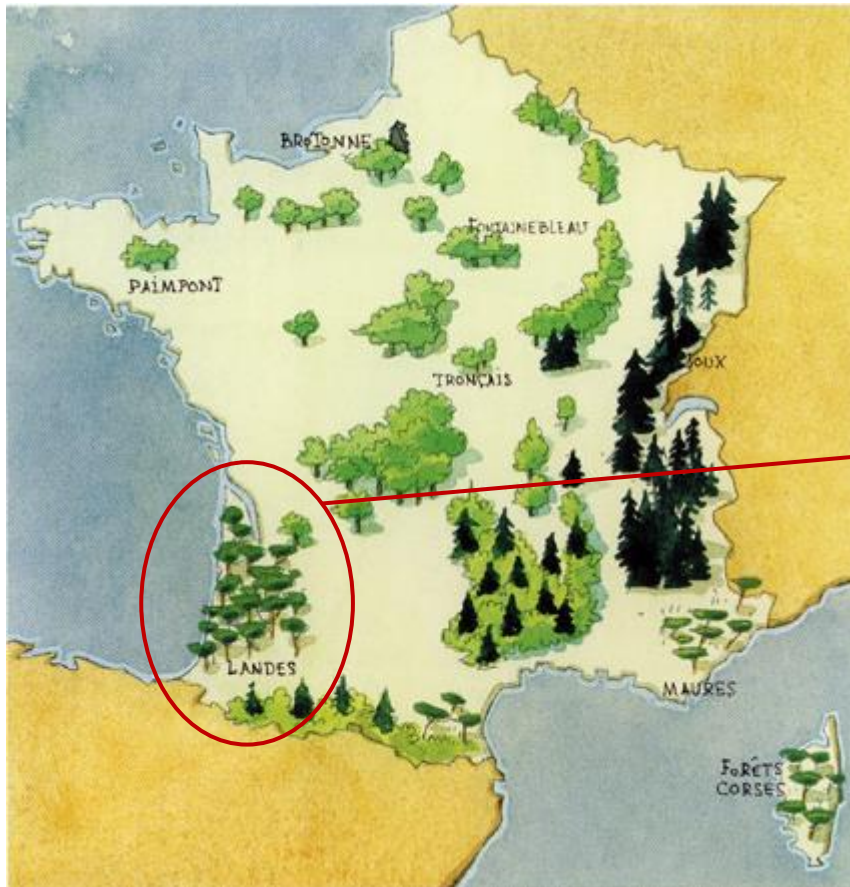 BROTONNE
FONTAINEBLEAU
PAIMPONT
JOUX
TRONÇAIS
LANDES
MAURES
FORÊTS
CORSES